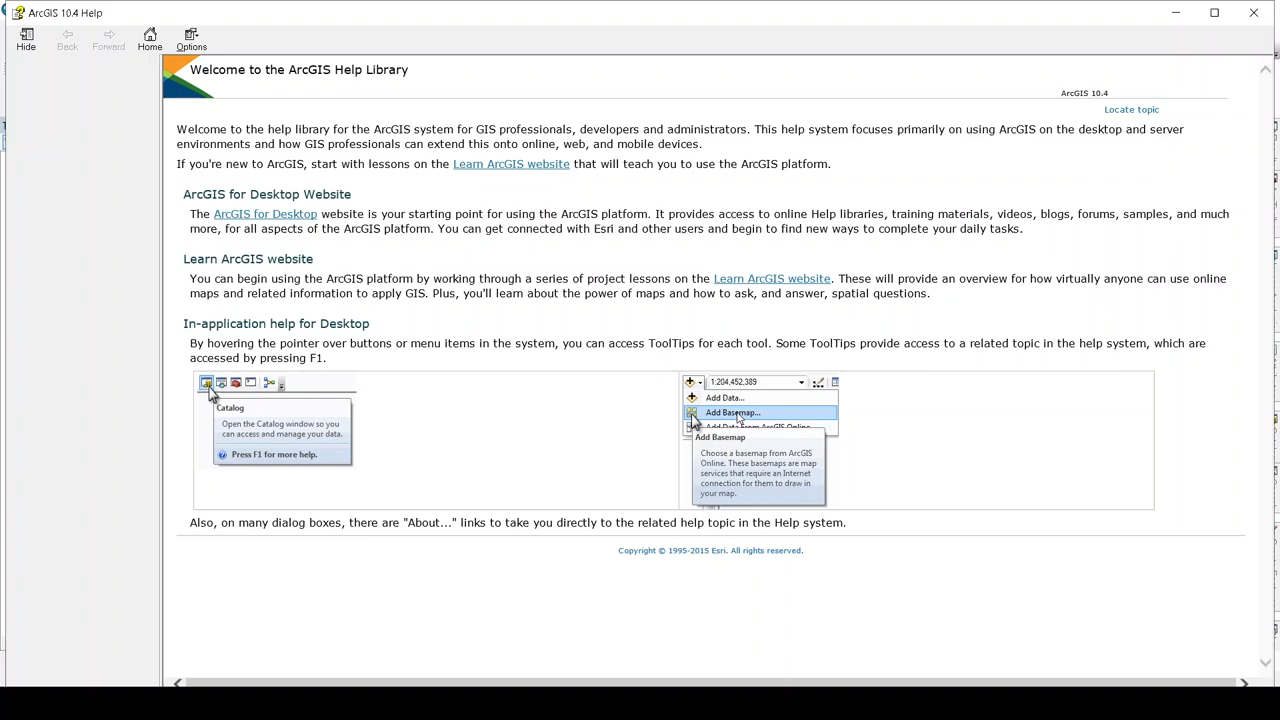 ArcGIS 10.4 Help
Hide Back Forward Home Options
Welcome to the ArcGIS Help Library
ArcGIS 10.4
Locate topic
Welcome to the help library for the ArcGIS system for GIS professionals, developers and administrators. This help system focuses primarily on using ArcGIS on the desktop and server
environments and how GIS professionals can extend this onto online, web, and mobile devices.
If you're new to ArcGIS, start with lessons on the Learn ArcGIS website that will teach you to use the ArcGIS platform.
ArcGIS for Desktop Website
The ArcGIS for Desktop website is your starting point for using the ArcGIS platform. It provides access to online Help libraries, training materials, videos, blogs, forums, samples, and much
more, for all aspects of the ArcGIS platform. You can get connected with Esri and other users and begin to find new ways to complete your daily tasks.
Learn ArcGIS website
You can begin using the ArcGIS platform by working through a series of project lessons on the Learn ArcGIS website. These will provide an overview for how virtually anyone can use online
maps and related information to apply GIS. Plus, you'll learn about the power of maps and how to ask, and answer, spatial questions.
In-application help for Desktop
By hovering the pointer over buttons or menu items in the system, you can access ToolTips for each tool. Some ToolTips provide access to a related topic in the help system, which are
accessed by pressing F1.
Catalog
Open the Catalog window so you
can access and manage your data.
Press F1 for more help.
1:204,452,389
Add Data...
Add Basemap...
Add Data From ArcGIS Online...
Add Basemap
Choose a basemap from ArcGIS
Online. These basemaps are map
services that require an Internet
connection for them to draw in
your map.
Also, on many dialog boxes, there are "About..." links to take you directly to the related help topic in the Help system.
Copyright © 1995-2015 Esri. All rights reserved.